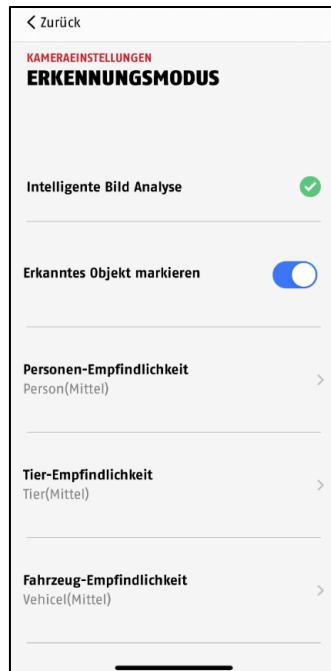 Zurück
KAMERAEINSTELLUNGEN
ERKENNUNGSMODUS
Intelligente Bild Analyse
Erkanntes Objekt markieren
Personen-Empfindlichkeit
Person(Mittel)
Tier-Empfindlichkeit
Tier(Mittel)
Fahrzeug-Empfindlichkeit
Vehicel(Mittel)